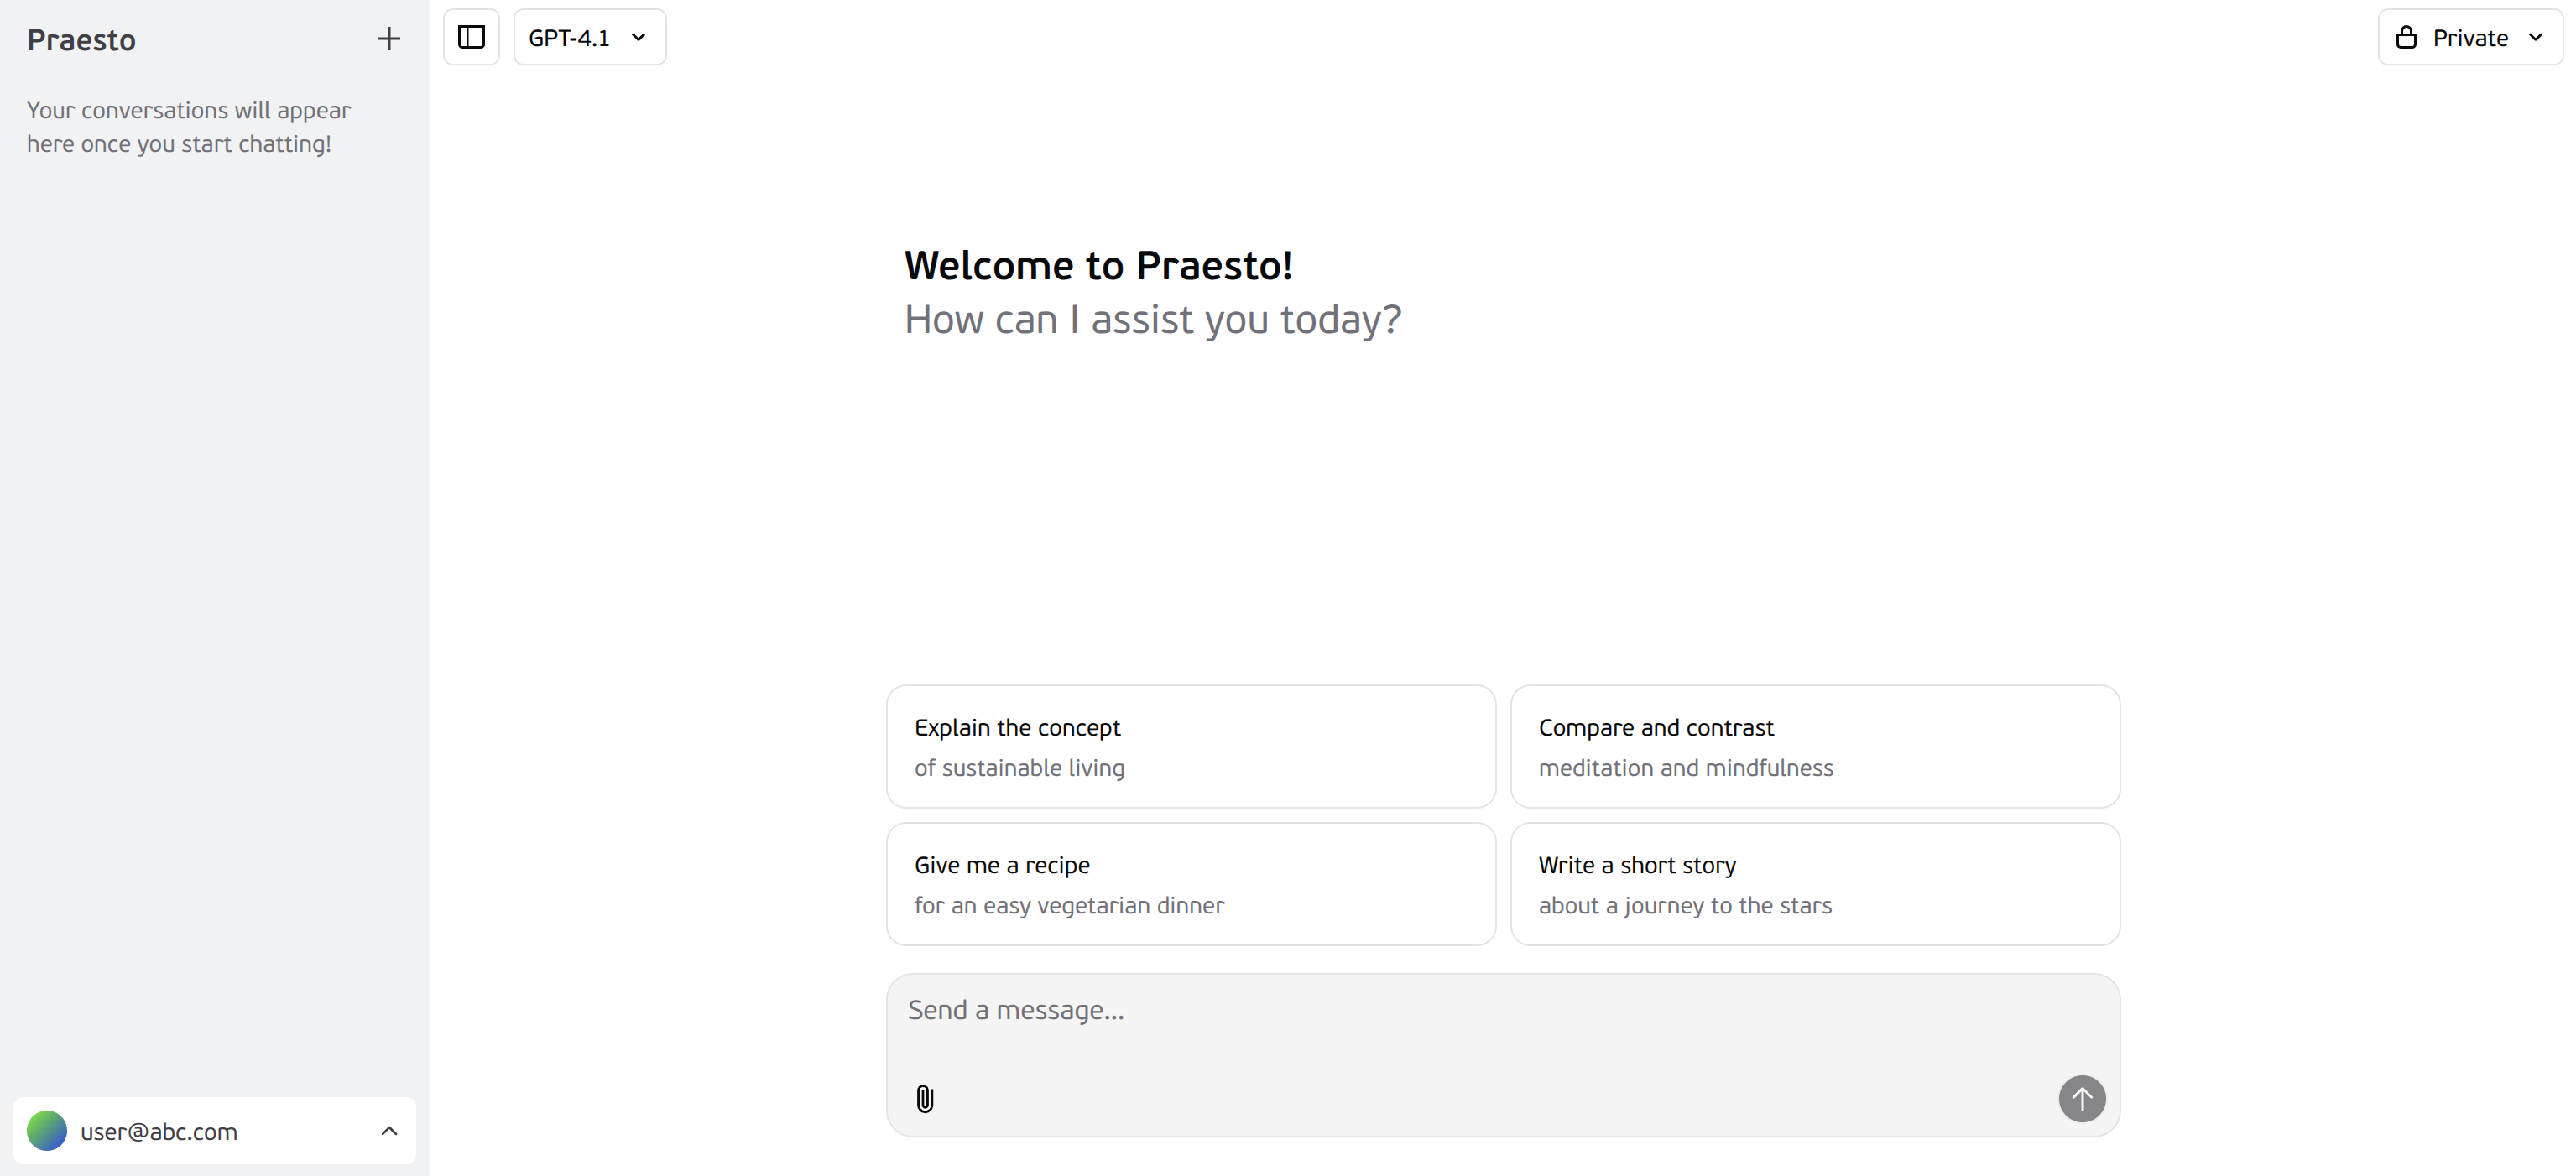 Praesto
Your conversations will appear
here once you start chatting!
user@abc.com
GPT-4.1
Private
Welcome to Praesto!
How can I assist you today?
Explain the concept
of sustainable living
Compare and contrast
meditation and mindfulness
Give me a recipe
for an easy vegetarian dinner
Write a short story
about a journey to the stars
Send a message...